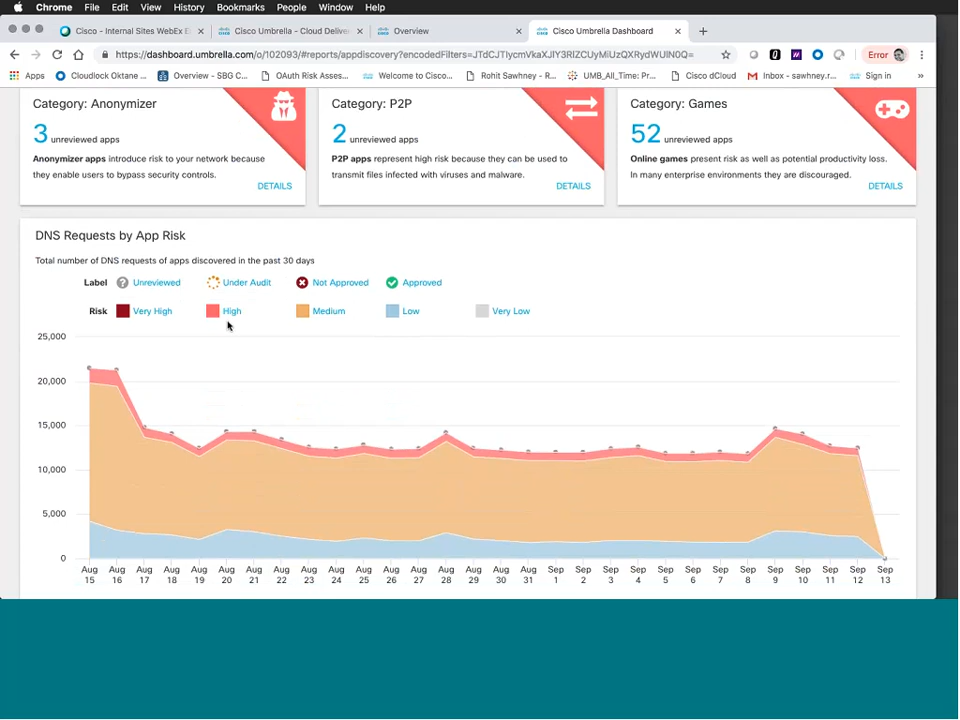 Chrome File Edit View History Bookmarks People Window Help
Cisco - Internal Sites WebEx E
Cisco Umbrella - Cloud Deliver
Overview
Cisco Umbrella Dashboard
https://dashboard.umbrella.com/o/102093/#reports/appdiscovery?encodedFilters=
Error
Apps Cloudlock Oktane ... Overview - SBG C... OAuth Risk Asses... Welcome to Cisco... Rohit Sawhney - R... UMB_All_Time: Pr... Cisco dCloud Inbox - sawhney.r... Sign in »
Category: Anonymizer
3 unreviewed apps
Anonymizer apps introduce risk to your network because
they enable users to bypass security controls.
DETAILS
Category: P2P
2 unreviewed apps
P2P apps represent high risk because they can be used to
transmit files infected with viruses and malware.
DETAILS
Category: Games
52 unreviewed apps
Online games present risk as well as potential productivity loss.
In many enterprise environments they are discouraged.
DETAILS
DNS Requests by App Risk
Total number of DNS requests of apps discovered in the past 30 days
Label ? Unreviewed Under Audit Not Approved Approved
Risk Very High High Medium Low Very Low
25,000
20,000
15,000
10,000
5,000
0
Aug Aug Aug Aug Aug Aug Aug Aug Aug Aug Aug Aug Aug Aug Aug Aug Aug Sep Sep Sep Sep Sep Sep Sep Sep Sep Sep Sep Sep Sep
15 16 17 18 19 20 21 22 23 24 25 26 27 28 29 30 31 1 2 3 4 5 6 7 8 9 10 11 12 13